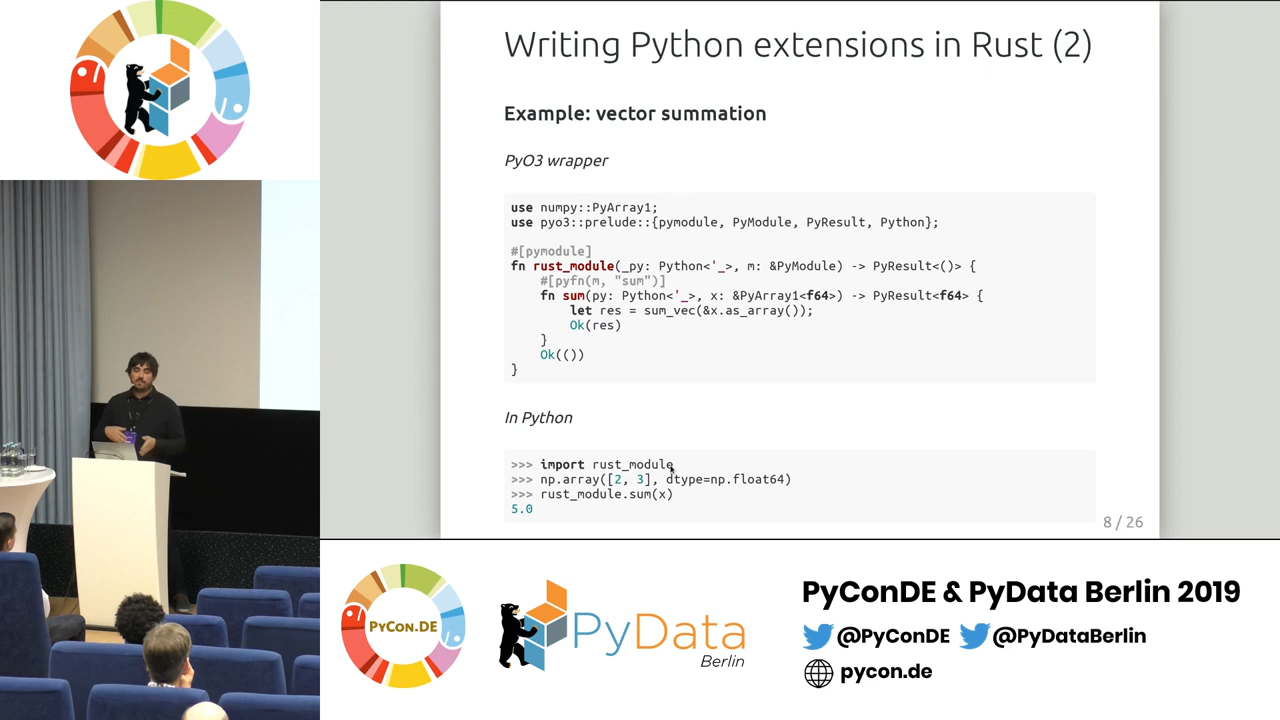 Writing Python extensions in Rust (2)
Example: vector summation
PyO3 wrapper
use numpy::PyArray1;
use pyo3::prelude::{pymodule, PyModule, PyResult, Python};
#[pymodule]
fn rust_module(_py: Python<'_>, m: &PyModule) -> PyResult<()> {
    #[pyfn(m, "sum")]
    fn sum(py: Python<'_>, x: &PyArray1<f64>) -> PyResult<f64> {
        let res = sum_vec(&x.as_array());
        Ok(res)
    }
    Ok(())
}
In Python
>>> import rust_module
>>> np.array([2, 3], dtype=np.float64)
>>> rust_module.sum(x)
5.0
8 / 26
PyCon.DE
PyData
Berlin
PyConDE & PyData Berlin 2019
@PyConDE @PyDataBerlin
pycon.de